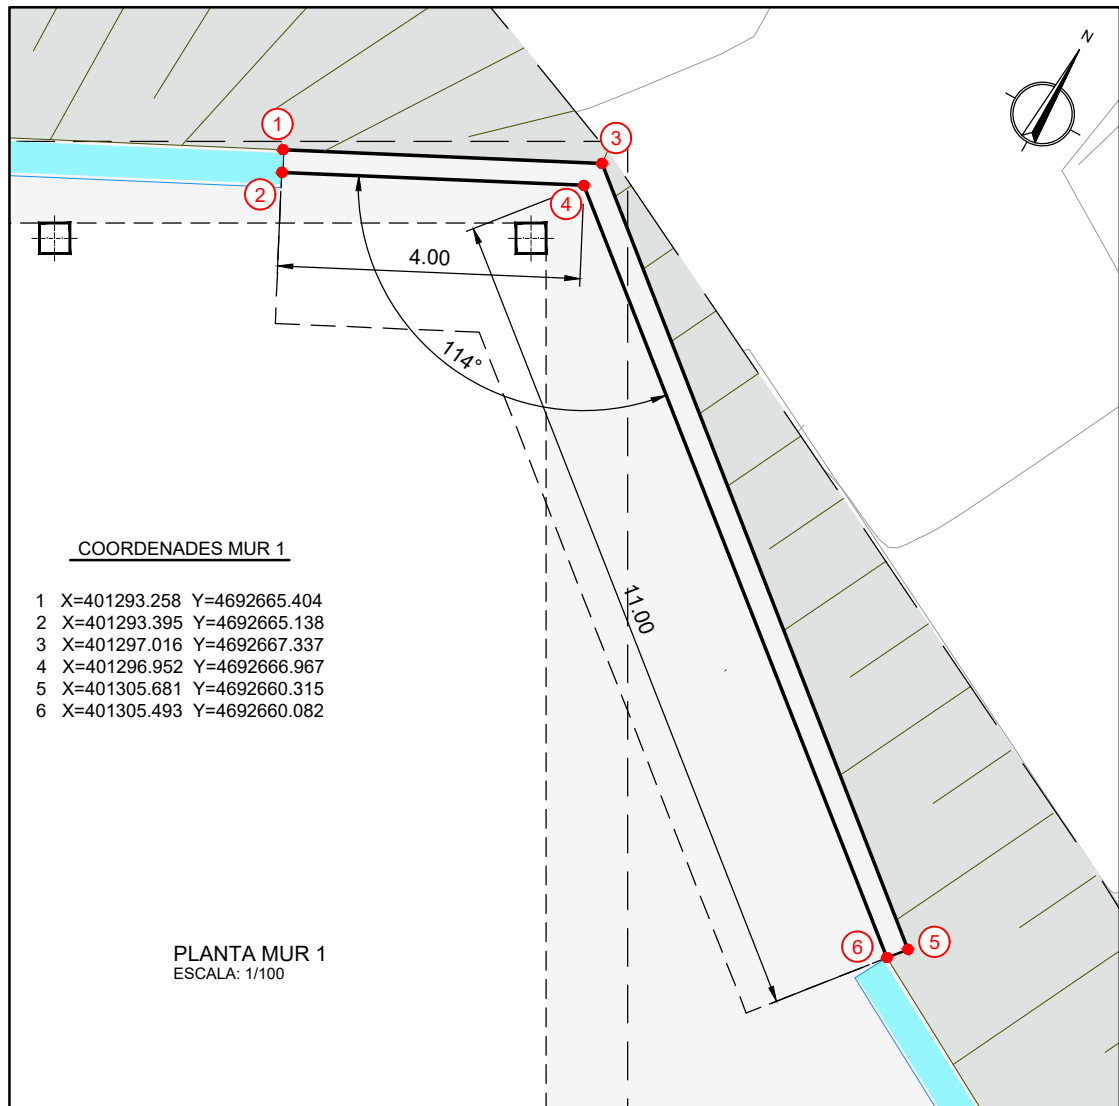 N
1
3
2
4
4.00
114°
11.00
COORDENADES MUR 1
1 X=401293.258 Y=4692665.404
2 X=401293.395 Y=4692665.138
3 X=401297.016 Y=4692667.337
4 X=401296.952 Y=4692666.967
5 X=401305.681 Y=4692660.315
6 X=401305.493 Y=4692660.082
6
5
PLANTA MUR 1
ESCALA: 1/100